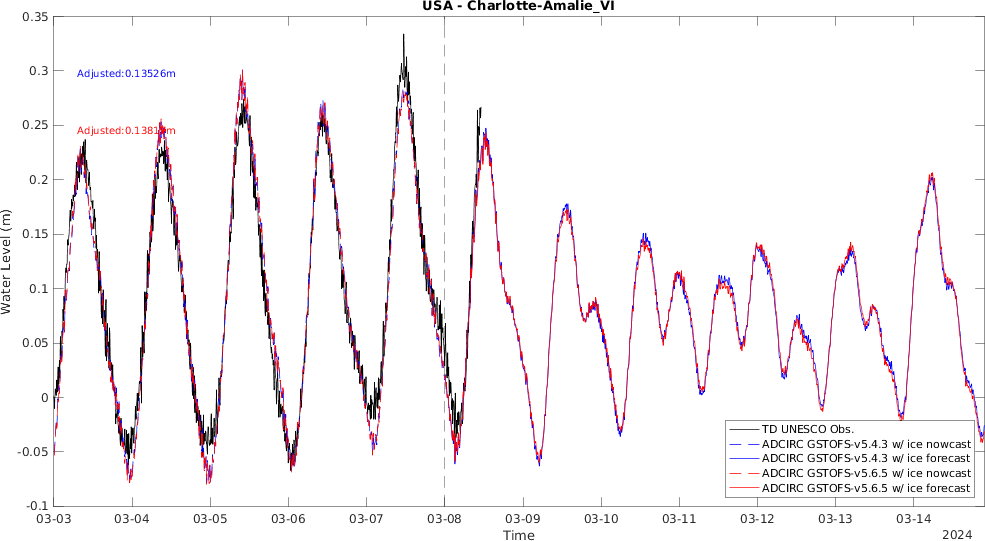 USA - Charlotte-Amalie_VI
0.35
0.3
0.25
0.2
0.15
0.1
0.05
0
-0.05
-0.1
Water Level (m)
Adjusted:0.13526m
TD UNESCO Obs.
ADCIRC GSTOFS-v5.4.3 w/ ice nowcast
ADCIRC GSTOFS-v5.4.3 w/ ice forecast
ADCIRC GSTOFS-v5.6.5 w/ ice nowcast
ADCIRC GSTOFS-v5.6.5 w/ ice forecast
03-03 03-04 03-05 03-06 03-07 03-08 03-09 03-10 03-11 03-12 03-13 03-14
Time
2024